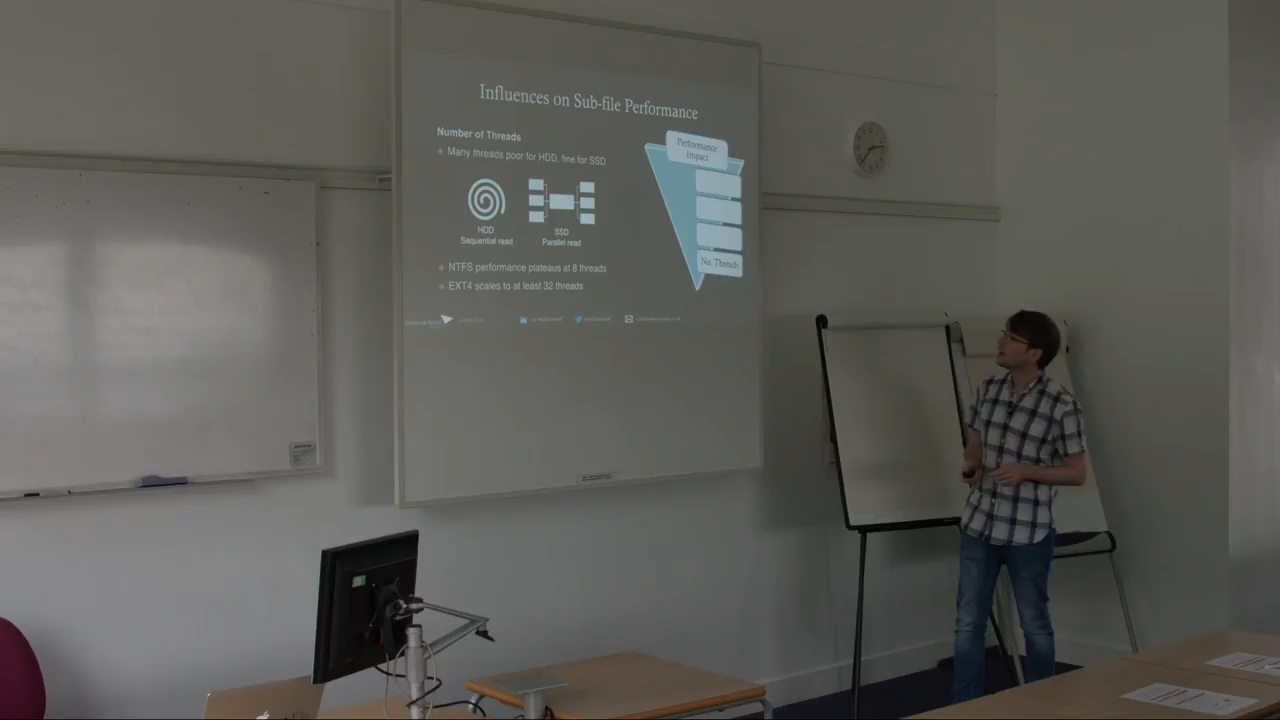 Influences on Sub-file Performance
Number of Threads
Many threads poor for HDD, fine for SSD
HDD
Sequential read
SSD
Parallel read
NTFS performance plateaus at 8 threads
EXT4 scales to at least 32 threads
Performance
impact
No. Threads